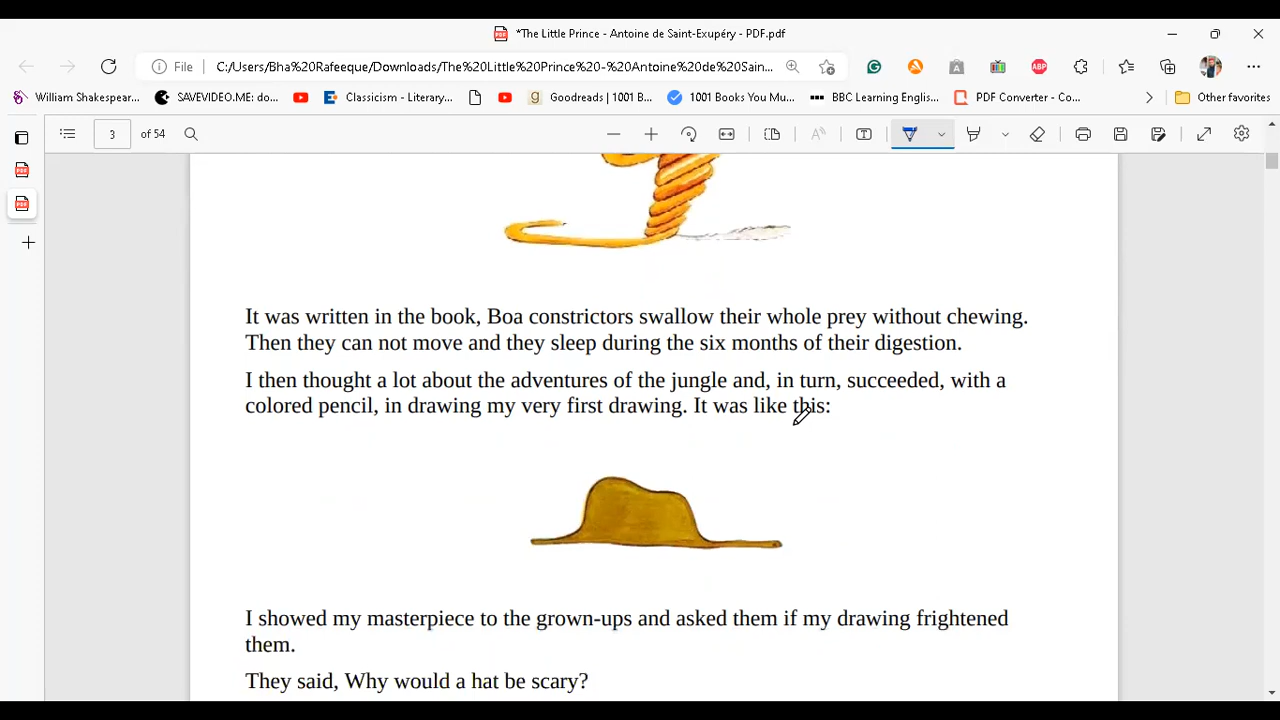 *The Little Prince - Antoine de Saint-Exupéry - PDF.pdf
File C:/Users/Bha%20Rafeeque/Downloads/The%20Little%20Prince%20-%20Antoine%20de%20Sain...
William Shakespear... SAVEVIDEO.ME: do... Classicism - Literary... Goodreads | 1001 B... 1001 Books You Mu... BBC Learning Englis... PDF Converter - Co... Other favorites
3 of 54
It was written in the book, Boa constrictors swallow their whole prey without chewing.
Then they can not move and they sleep during the six months of their digestion.
I then thought a lot about the adventures of the jungle and, in turn, succeeded, with a
colored pencil, in drawing my very first drawing. It was like this:
I showed my masterpiece to the grown-ups and asked them if my drawing frightened
them.
They said, Why would a hat be scary?